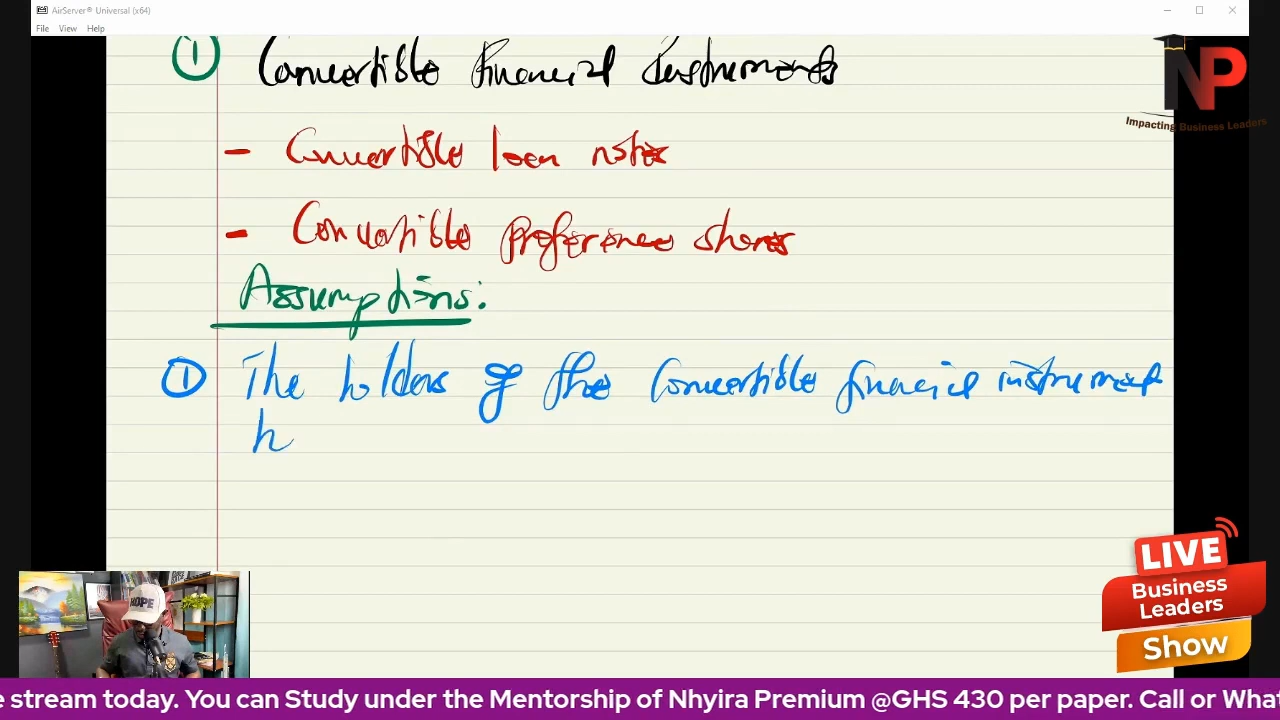 AirServer® Universal (x64)
File View Help
① Convertible Financial Instruments
NP
Impacting Business Leaders
- Convertible loan notes
- Convertible preference shares
Assumptions:
① The holders of the Convertible financial instrument
h
HOPE
LIVE
Business
Leaders
Show
e stream today. You can Study under the Mentorship of Nhyira Premium @GHS 430 per paper. Call or What